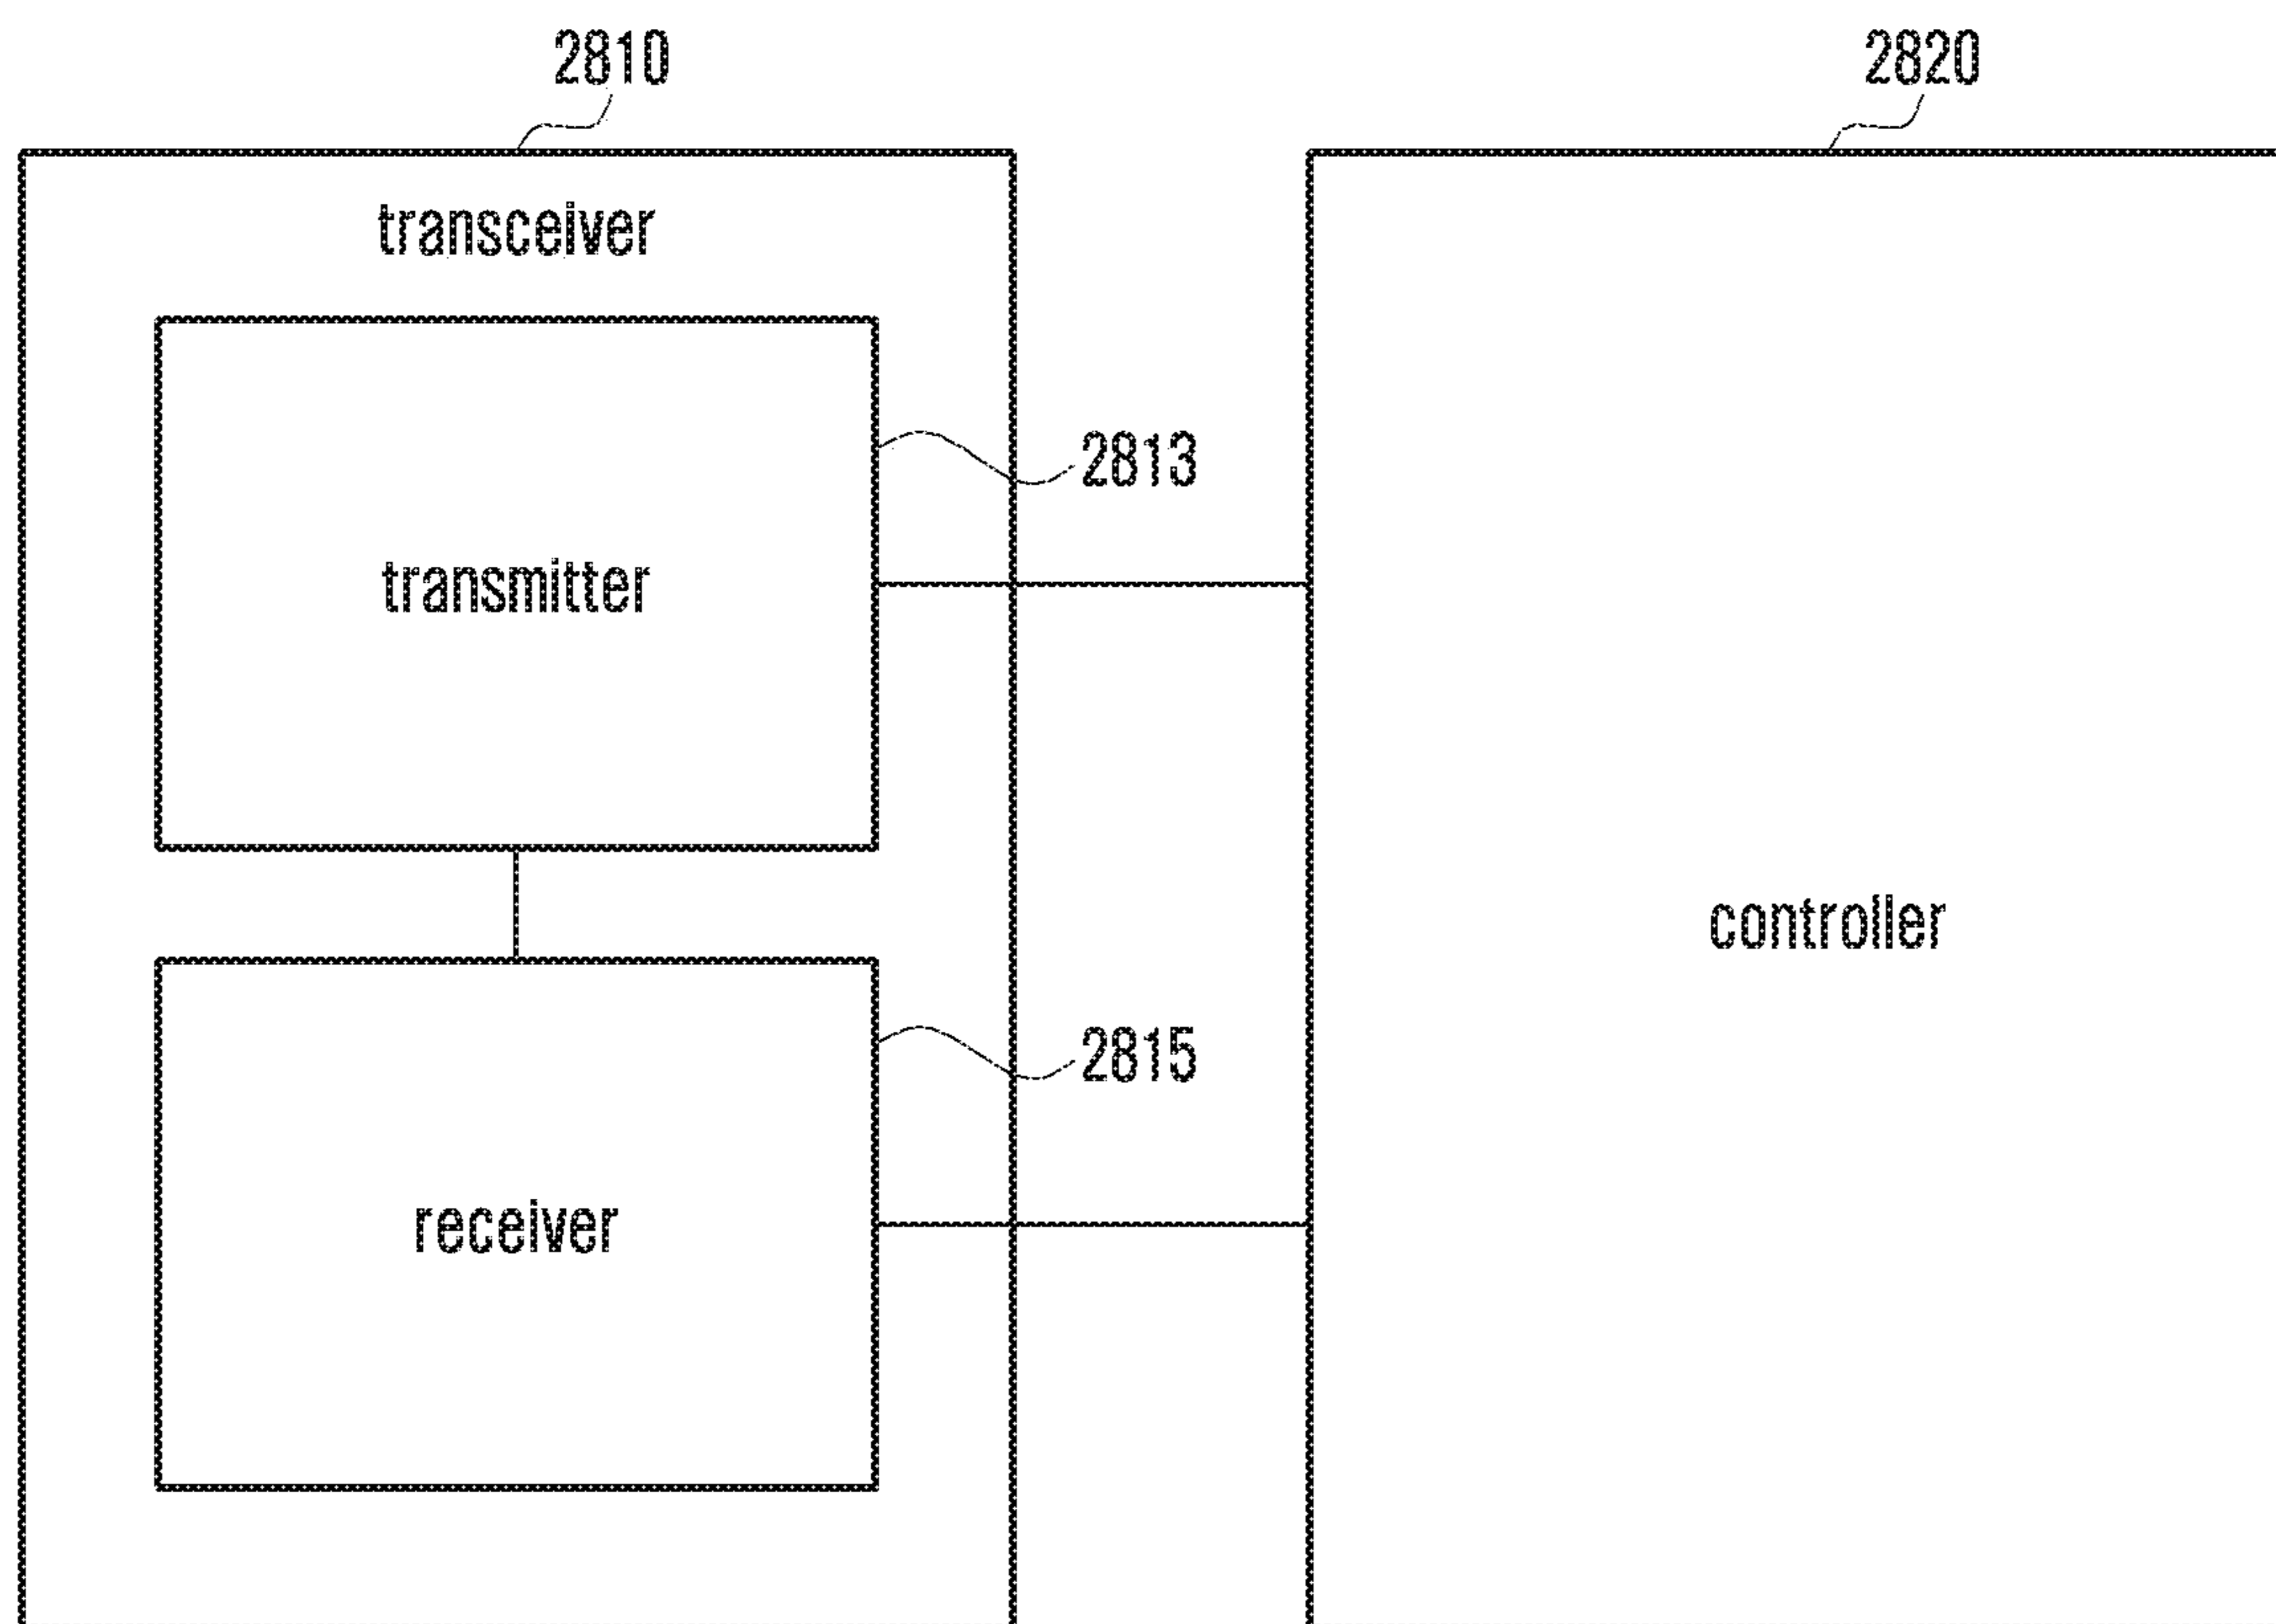 2810
2820
transceiver
2813
transmitter
controller
2815
receiver